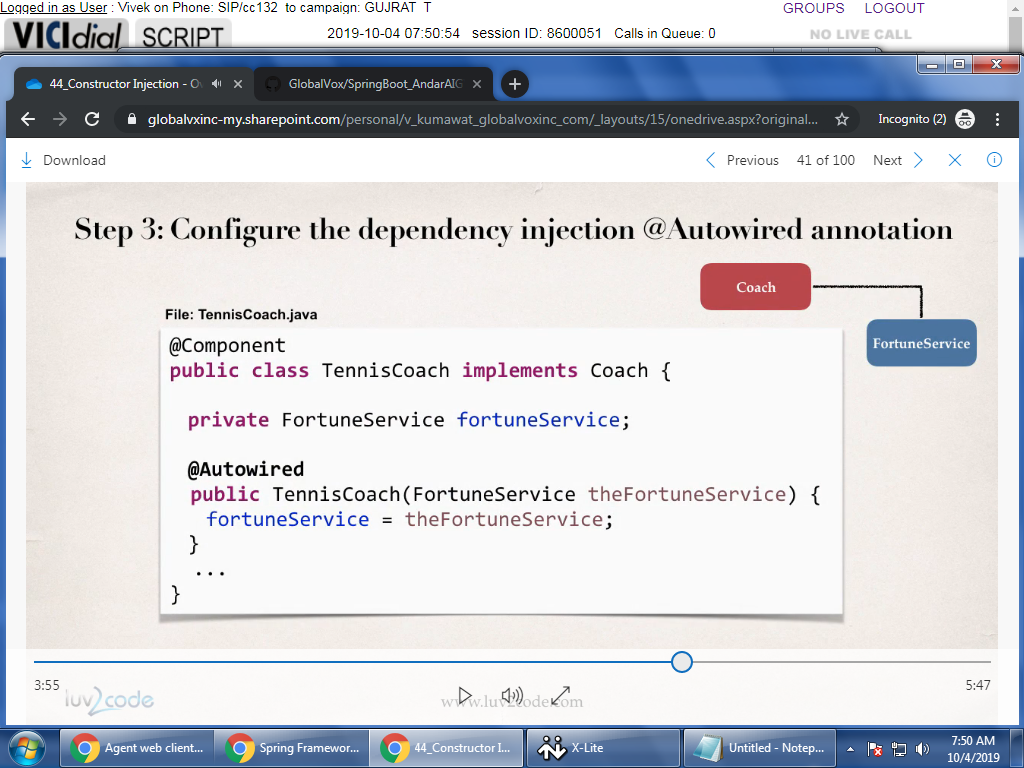 Logged in as User : Vivek on Phone: SIP/cc132 to campaign: GUJRAT_T
GROUPS LOGOUT
VICIdial SCRIPT
2019-10-04 07:50:54 session ID: 8600051 Calls in Queue: 0
NO LIVE CALL
44_Constructor Injection - Ov
GlobalVox/SpringBoot_AndarAIG
globalvxinc-my.sharepoint.com/personal/v_kumawat_globalvoxinc_com/_layouts/15/onedrive.aspx?original...
Incognito (2)
Download
Previous 41 of 100 Next
Step 3: Configure the dependency injection @Autowired annotation
Coach
FortuneService
File: TennisCoach.java
@Component
public class TennisCoach implements Coach {
private FortuneService fortuneService;
@Autowired
public TennisCoach(FortuneService theFortuneService) {
fortuneService = theFortuneService;
}
...
}
3:55
5:47
luv2code
www.luv2code.com
Agent web client...
Spring Framewor...
44_Constructor I...
X-Lite
Untitled - Notep...
7:50 AM
10/4/2019